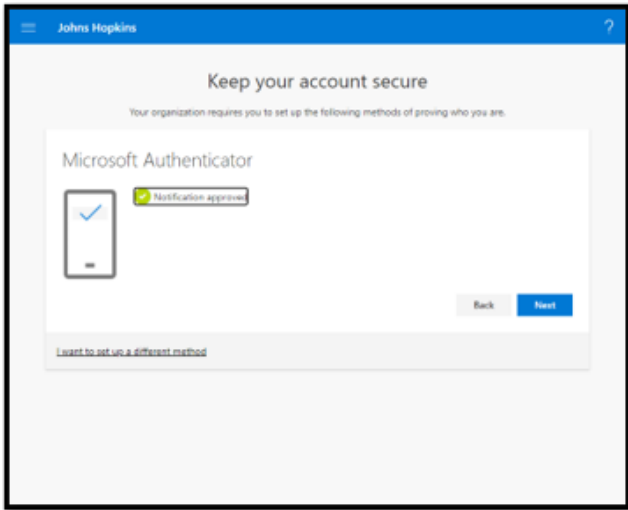 Johns Hopkins
?
Keep your account secure
Your organization requires you to set up the following methods of proving who you are.
Microsoft Authenticator
Notification approved
Back
Next
I want to set up a different method